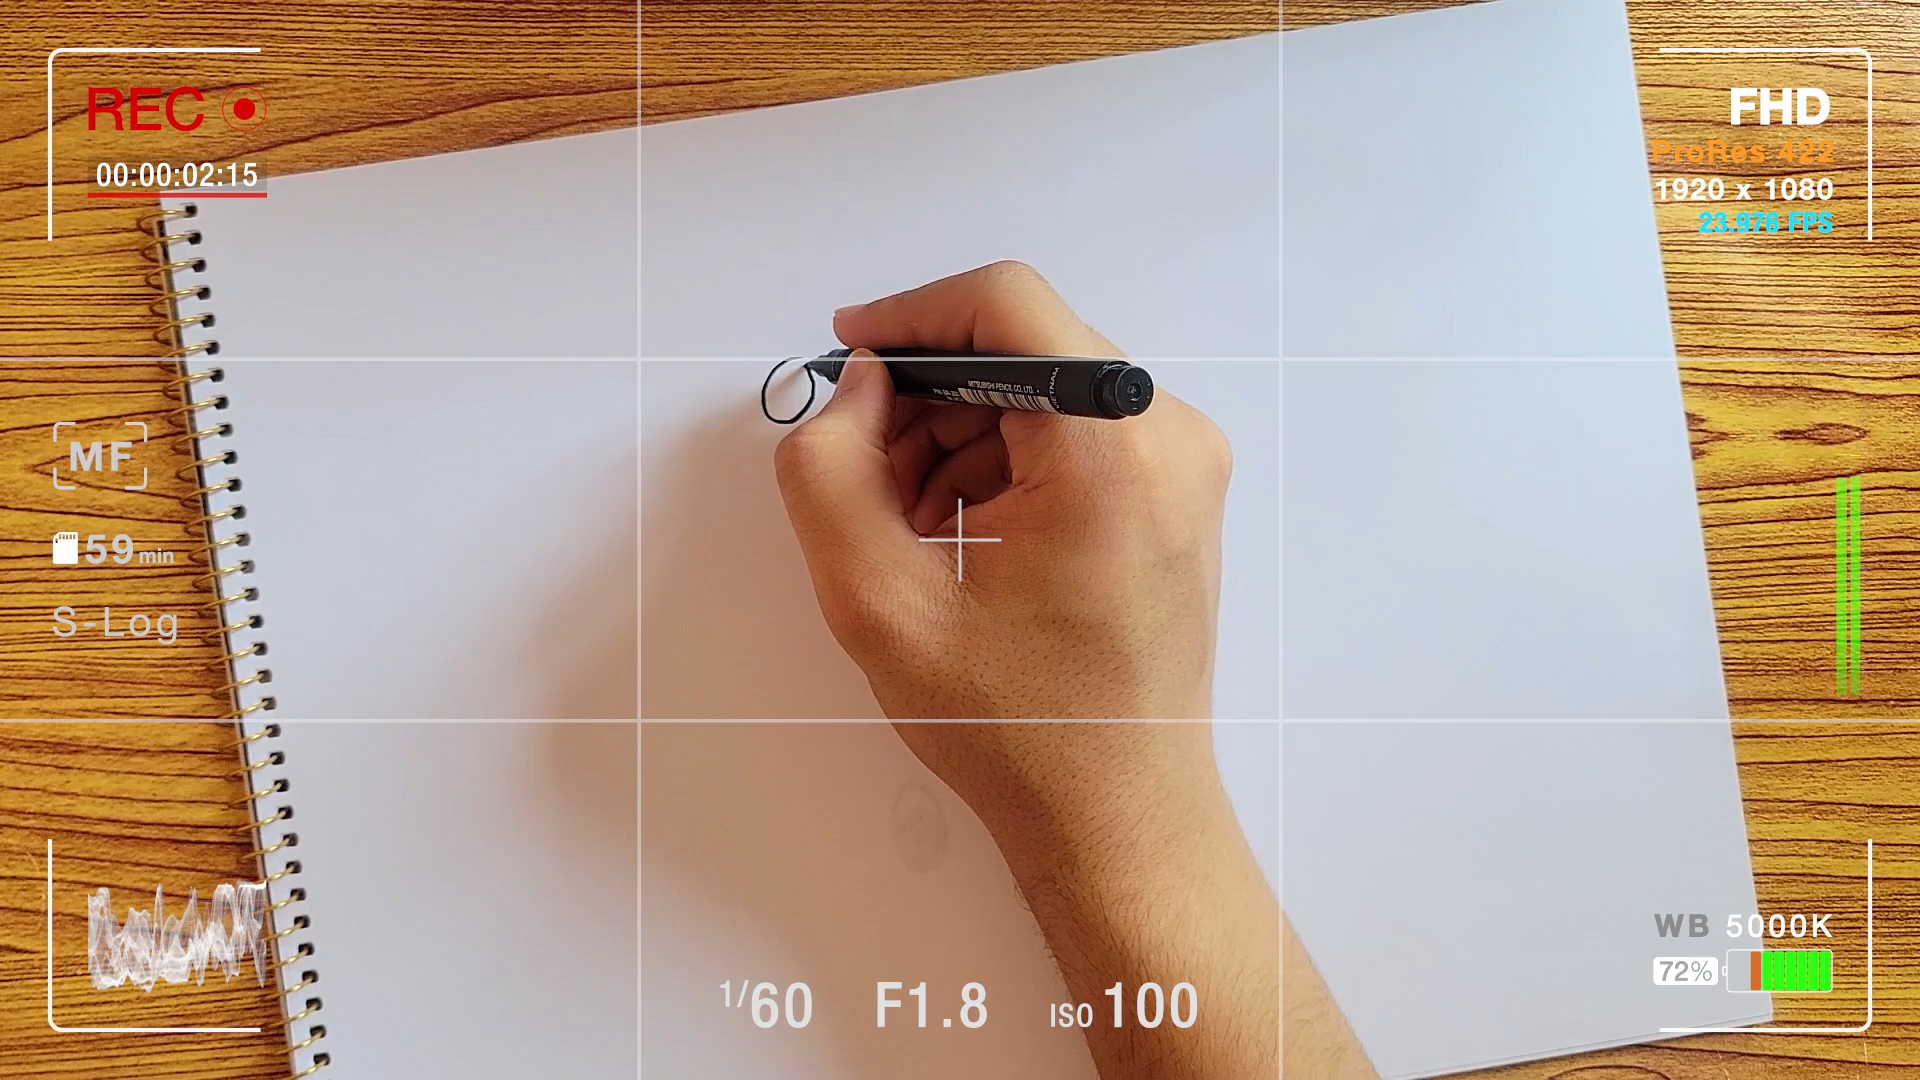 REC
00:00:02:15
FHD
ProRes 422
1920 x 1080
23.976 FPS
MITSUBISHI PENCIL CO.,LTD.
VIETNAM
MF
59 min
S-Log
WB 5000K
72%
1/60 F1.8 ISO 100